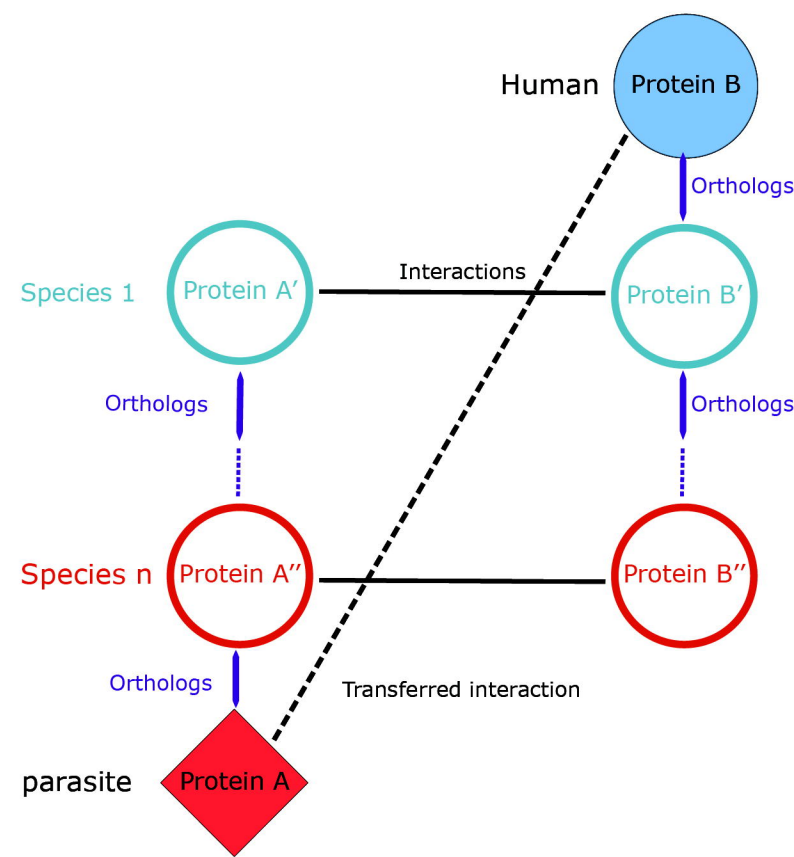 Human
Protein B
Orthologs
Interactions
Species 1
Protein A′
Protein B′
Orthologs
Orthologs
Species n
Protein A′′
Protein B′′
Orthologs
Transferred interaction
parasite
Protein A